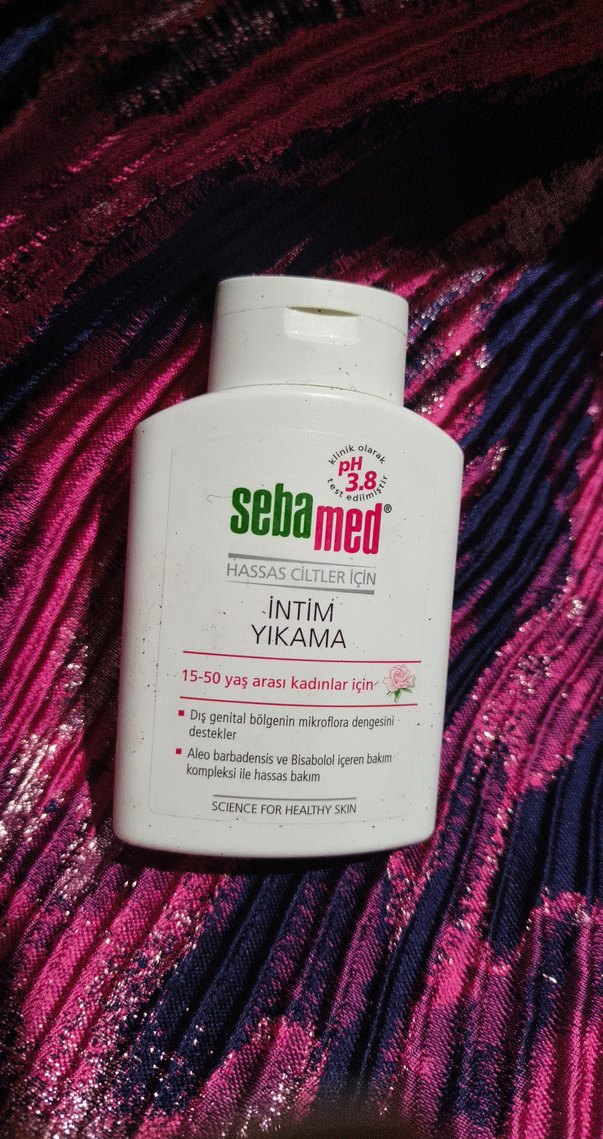 klinik olarak
pH
3.8
test edilmiştir
sebamed®
HASSAS CİLTLER İÇİN
İNTİM
YIKAMA
15-50 yaş arası kadınlar için
Dış genital bölgenin mikroflora dengesini
destekler
Aleo barbadensis ve Bisabolol içeren bakım
kompleksi ile hassas bakım
SCIENCE FOR HEALTHY SKIN